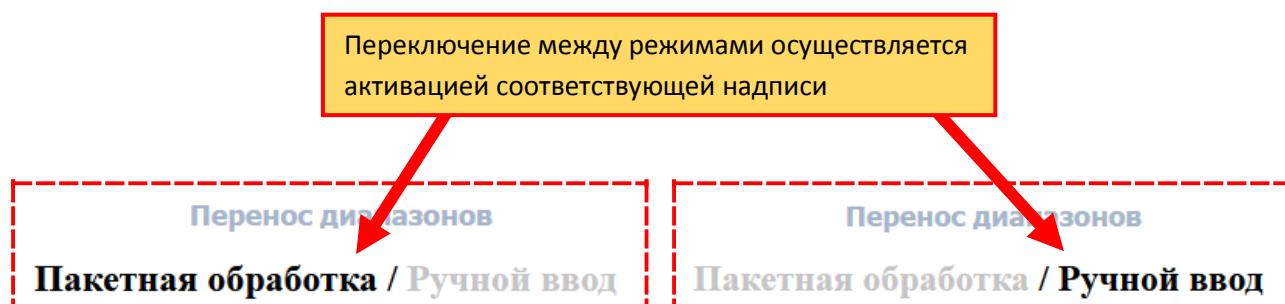 Переключение между режимами осуществляется
активацией соответствующей надписи
Перенос диапазонов
Пакетная обработка / Ручной ввод
Перенос диапазонов
Пакетная обработка / Ручной ввод